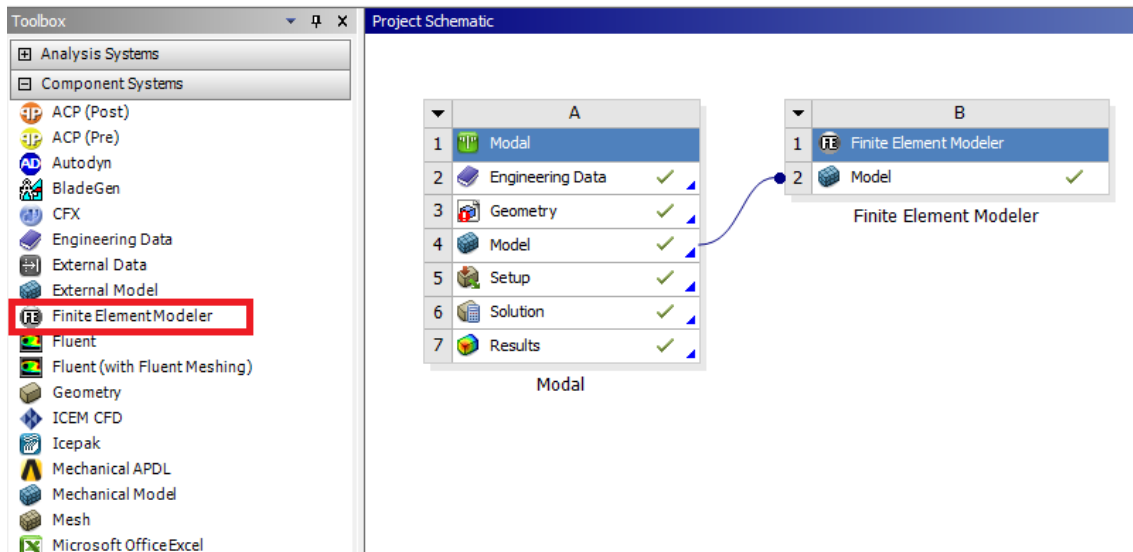 Toolbox
Analysis Systems
Component Systems
ACP (Post)
ACP (Pre)
Autodyn
BladeGen
CFX
Engineering Data
External Data
External Model
Finite Element Modeler
Fluent
Fluent (with Fluent Meshing)
Geometry
ICEM CFD
Icepak
Mechanical APDL
Mechanical Model
Mesh
Microsoft Office Excel
Project Schematic
A
1 Modal
2 Engineering Data
3 Geometry
4 Model
5 Setup
6 Solution
7 Results
Modal
B
1 FE Finite Element Modeler
2 Model
Finite Element Modeler